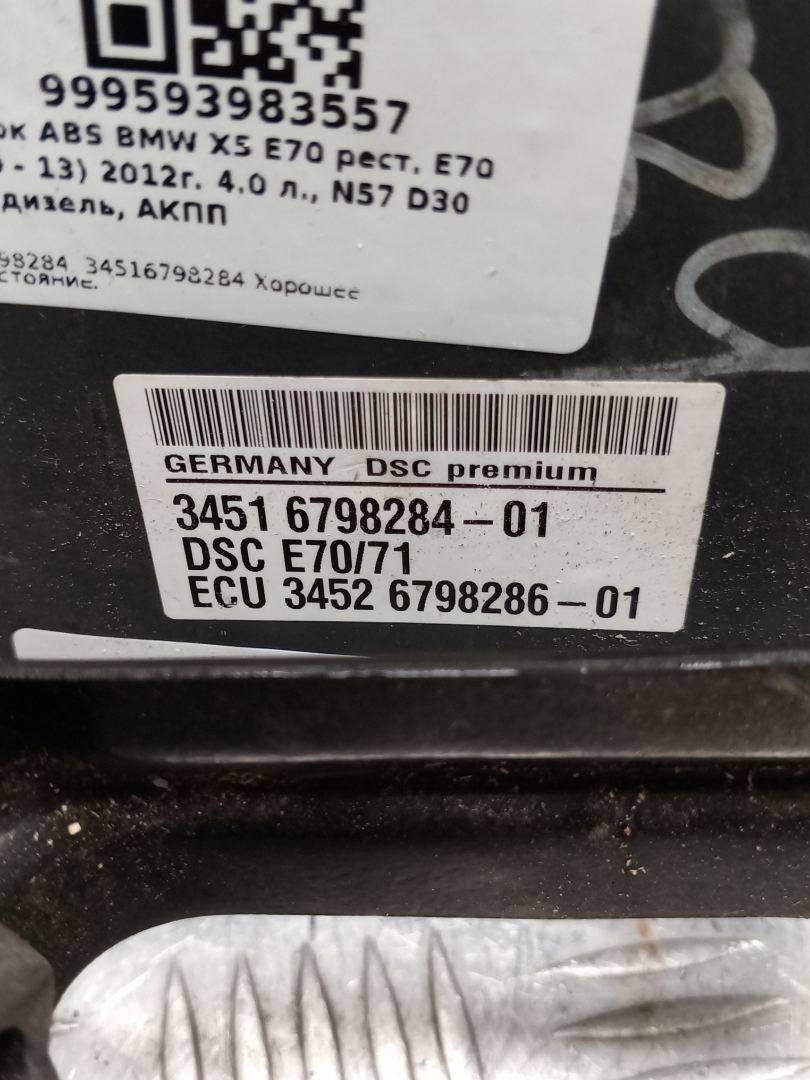 999593983557
ок ABS BMW X5 E70 рест. E70
- 13) 2012г. 4.0 л., N57 D30
дизель, АКПП
98284 34516798284 Хорошее
стояние.
GERMANY DSC premium
3451 6798284-01
DSC E70/71
ECU 3452 6798286-01